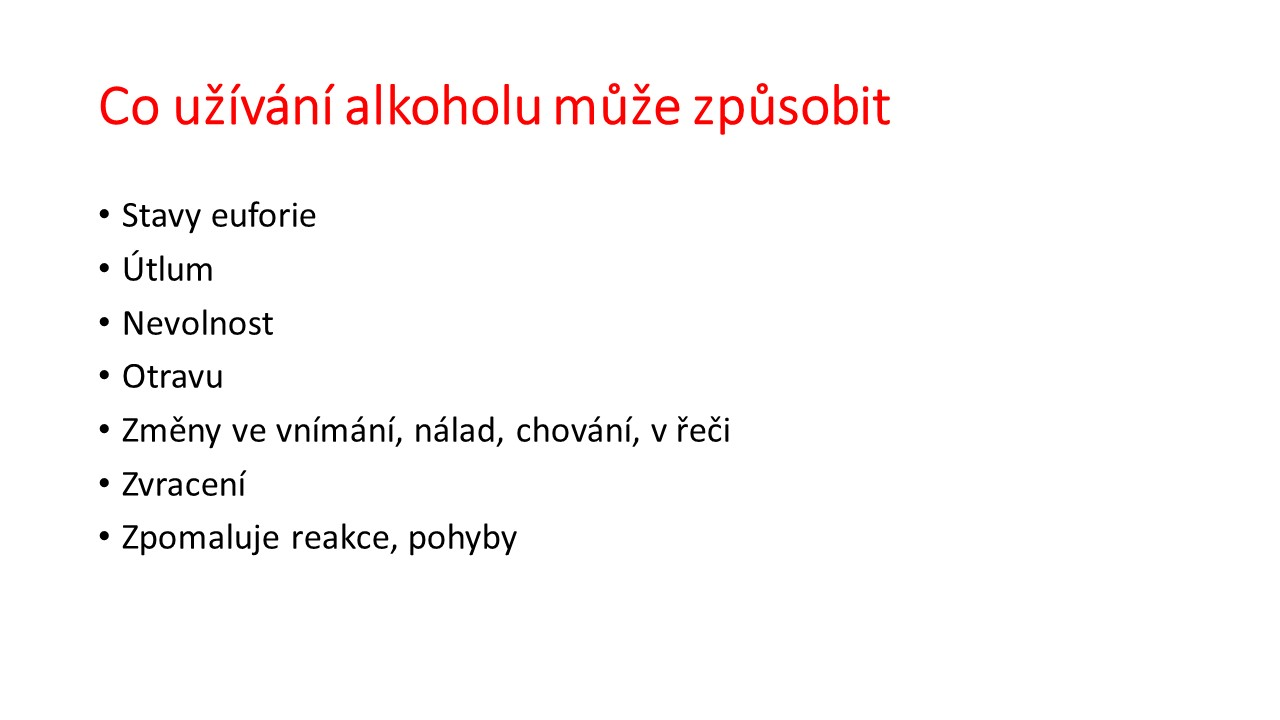 Co užívání alkoholu může způsobit
• Stavy euforie
• Útlum
• Nevolnost
• Otravu
• Změny ve vnímání, nálad, chování, v řeči
• Zvracení
• Zpomaluje reakce, pohyby